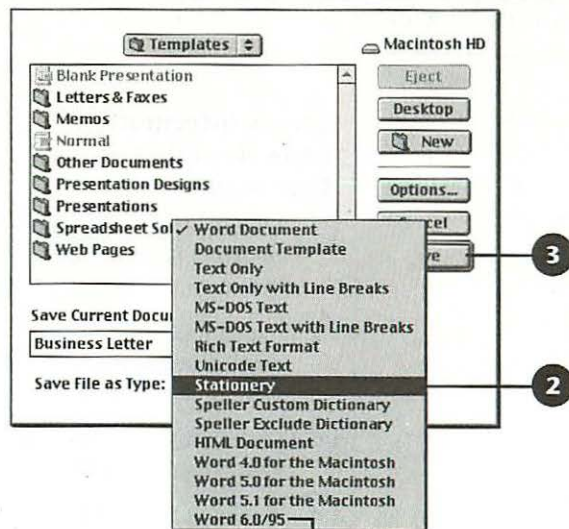 Templates
Macintosh HD
Blank Presentation
Letters & Faxes
Memos
Normal
Other Documents
Presentation Designs
Presentations
Spreadsheet Sol
Web Pages
Eject
Desktop
New
Options...
cel
ve
3
Save Current Docu
Business Letter
Save File as Type:
✓ Word Document
Document Template
Text Only
Text Only with Line Breaks
MS-DOS Text
MS-DOS Text with Line Breaks
Rich Text Format
Unicode Text
Stationery
2
Speller Custom Dictionary
Speller Exclude Dictionary
HTML Document
Word 4.0 for the Macintosh
Word 5.0 for the Macintosh
Word 5.1 for the Macintosh
Word 6.0/95